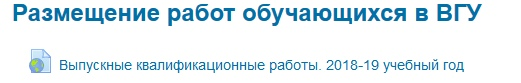 Размещение работ обучающихся в ВГУ
Выпускные квалификационные работы. 2018-19 учебный год